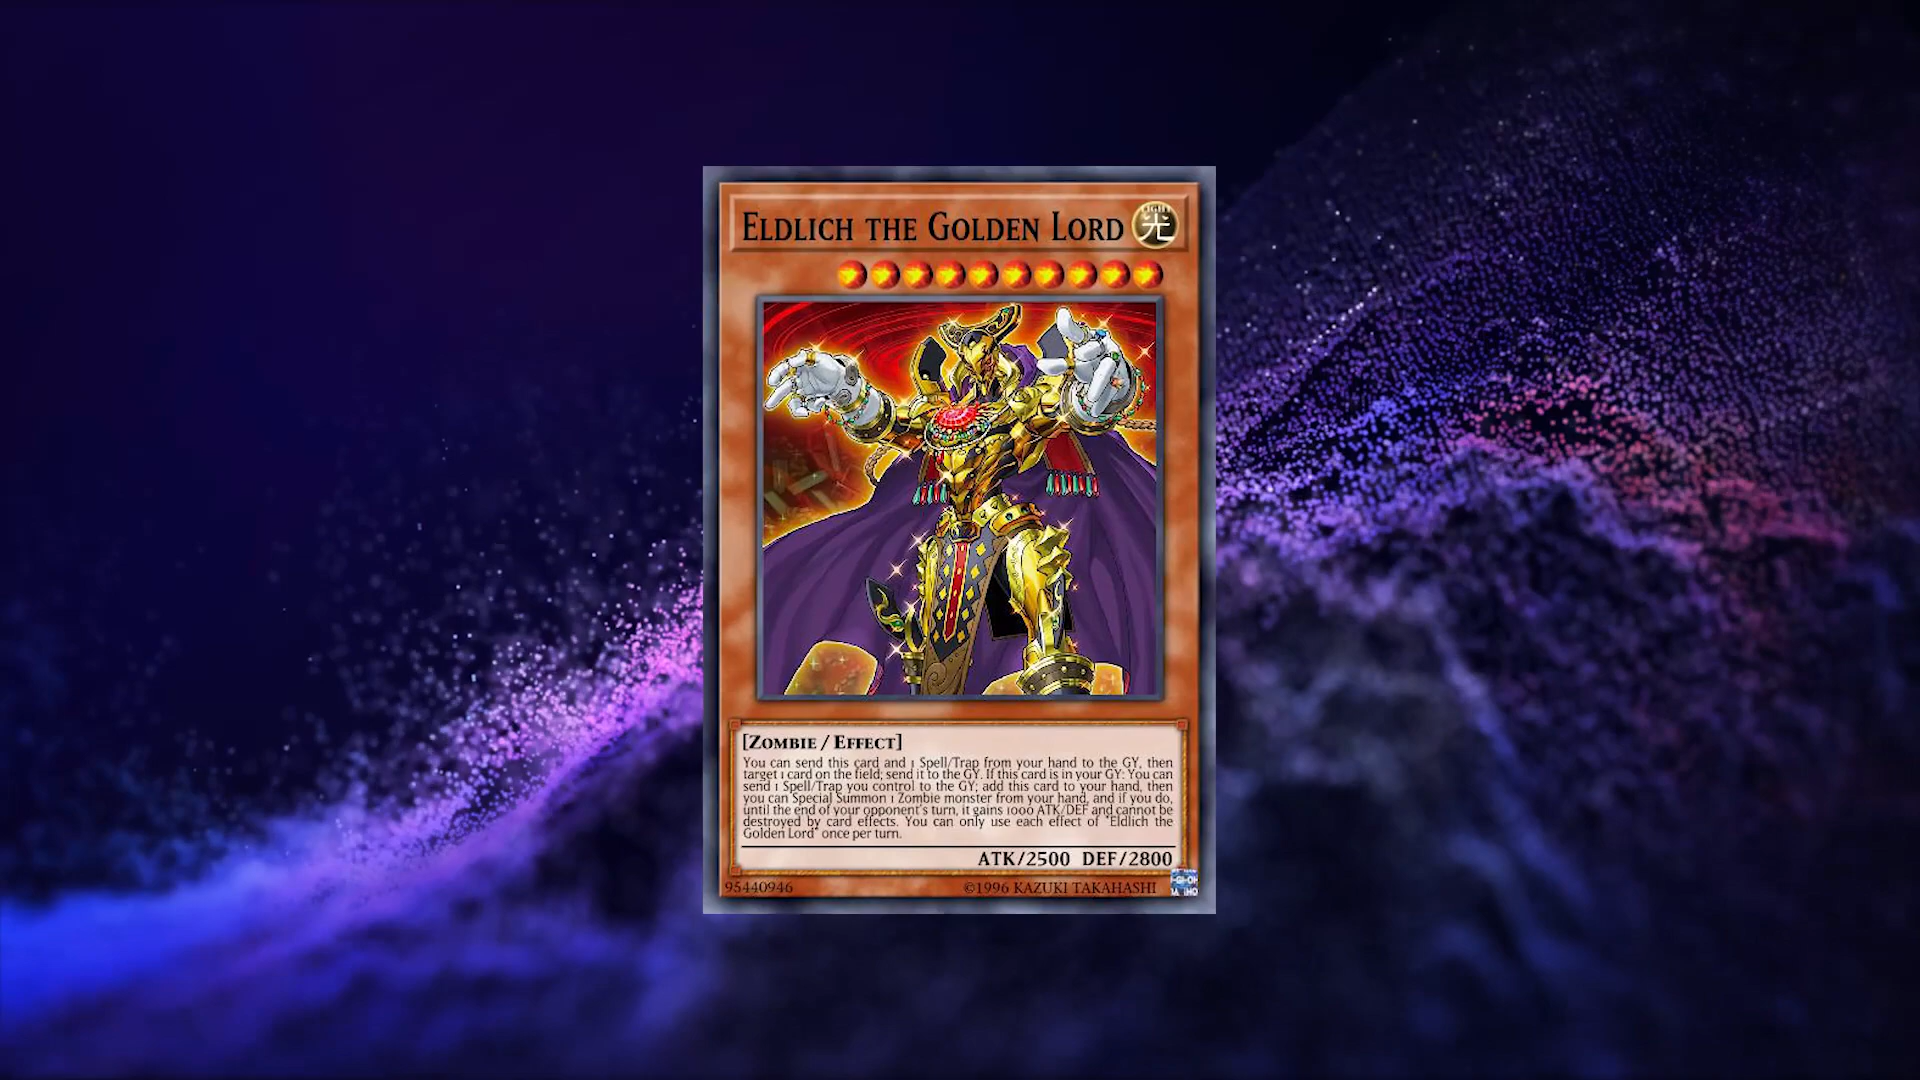 ELDLICH THE GOLDEN LORD
LIGHT
光
[ZOMBIE / EFFECT]
You can send this card and 1 Spell/Trap from your hand to the GY, then
target 1 card on the field; send it to the GY. If this card is in your GY: You can
send 1 Spell/Trap you control to the GY; add this card to your hand, then
you can Special Summon 1 Zombie monster from your hand, and if you do,
until the end of your opponent's turn, it gains 1000 ATK/DEF and cannot be
destroyed by card effects. You can only use each effect of "Eldlich the
Golden Lord" once per turn.
ATK/2500 DEF/2800
95440946 ©1996 KAZUKI TAKAHASHI